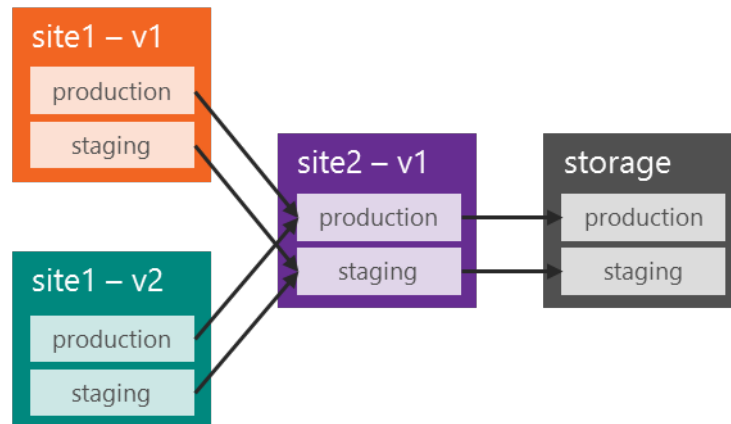 site1 – v1
production
staging
site1 – v2
production
staging
site2 – v1
production
staging
storage
production
staging